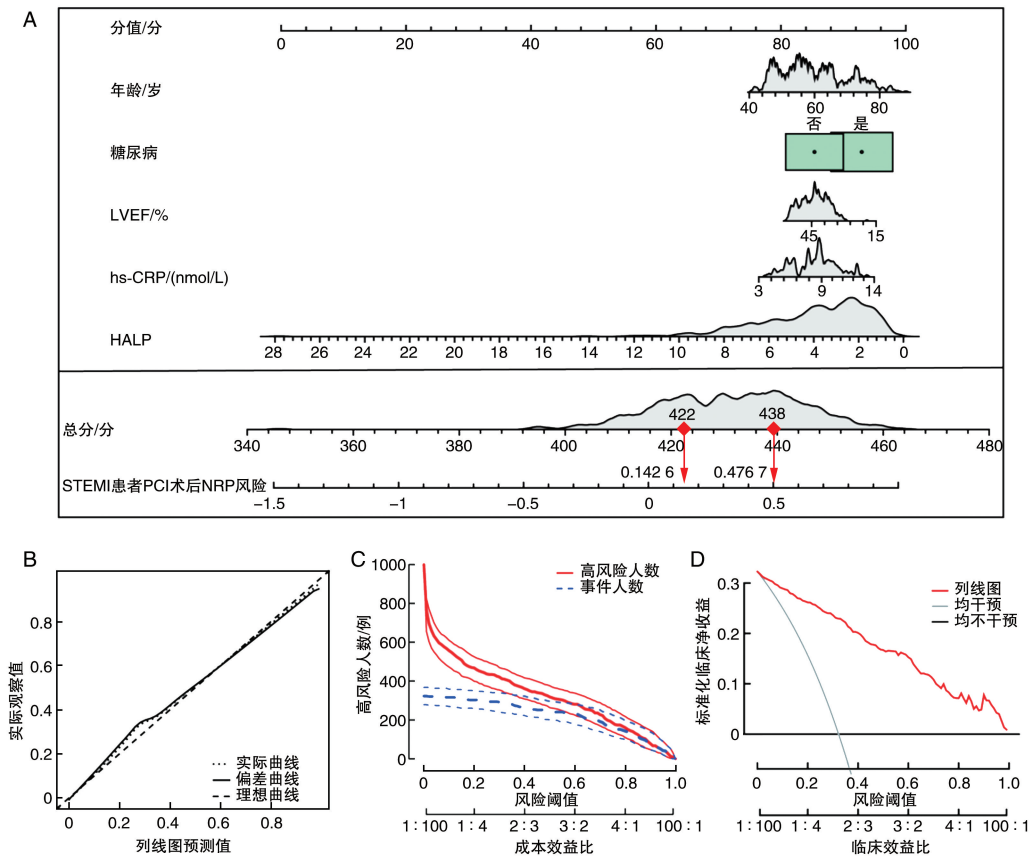 A
分值/分
0 20 40 60 80 100
年龄/岁
40 60 80
否 是
糖尿病
LVEF/%
45 15
hs-CRP/(nmol/L)
3 9 14
HALP
28 26 24 22 20 18 16 14 12 10 8 6 4 2 0
422 438
总分/分
340 360 380 400 420 440 460 480
0.142 6 0.476 7
STEMI患者PCI术后NRP风险
−1.5 −1 −0.5 0 0.5
B
实际观察值
0.8
0.6
0.4
0.2
0
实际曲线
偏差曲线
理想曲线
0 0.2 0.4 0.6 0.8
列线图预测值
C
高风险人数/例
1000
800
600
400
200
0
高风险人数
事件人数
0 0.2 0.4 0.6 0.8 1.0
风险阈值
1∶100 1∶4 2∶3 3∶2 4∶1 100∶1
成本效益比
D
标准化临床净收益
0.3
0.2
0.1
0
列线图
均干预
均不干预
0 0.2 0.4 0.6 0.8 1.0
风险阈值
1∶100 1∶4 2∶3 3∶2 4∶1 100∶1
临床效益比